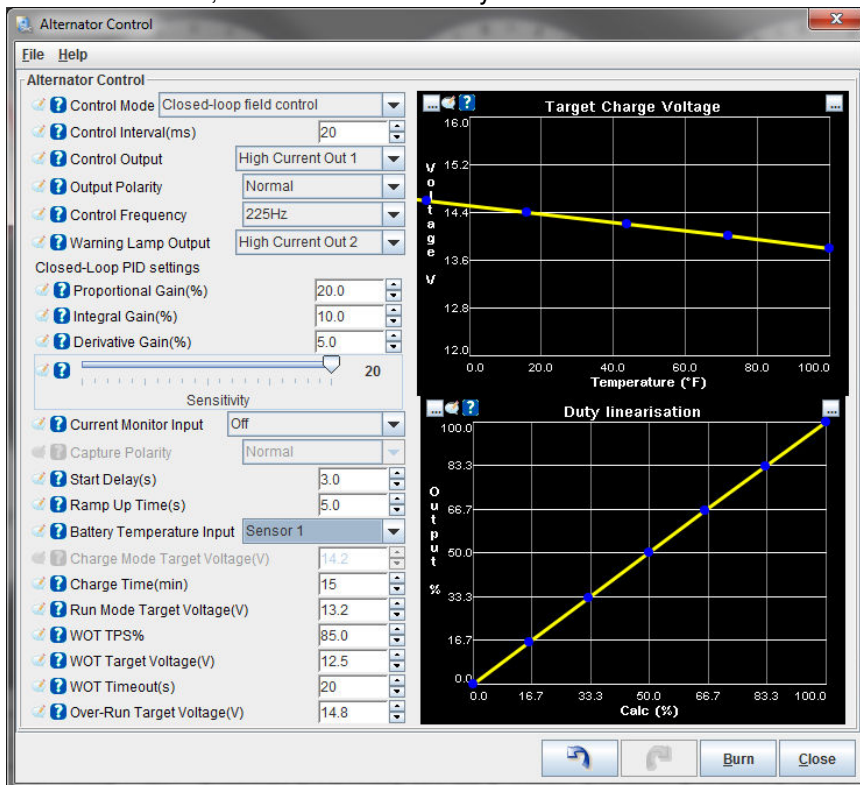 Alternator Control
File Help
Alternator Control
Control Mode Closed-loop field control
Control Interval(ms) 20
Control Output High Current Out 1
Output Polarity Normal
Control Frequency 225Hz
Warning Lamp Output High Current Out 2
Closed-Loop PID settings
Proportional Gain(%) 20.0
Integral Gain(%) 10.0
Derivative Gain(%) 5.0
20
Sensitivity
Current Monitor Input Off
Capture Polarity Normal
Start Delay(s) 3.0
Ramp Up Time(s) 5.0
Battery Temperature Input Sensor 1
Charge Mode Target Voltage(V) 14.2
Charge Time(min) 15
Run Mode Target Voltage(V) 13.2
WOT TPS% 85.0
WOT Target Voltage(V) 12.5
WOT Timeout(s) 20
Over-Run Target Voltage(V) 14.8
... ? Target Charge Voltage ...
Voltage V
16.0
15.2
14.4
13.6
12.8
12.0
0.0 20.0 40.0 60.0 80.0 100.0
Temperature (°F)
... ? Duty linearisation ...
Output %
100.0
83.3
66.7
50.0
33.3
16.7
0.0
0.0 16.7 33.3 50.0 66.7 83.3 100.0
Calc (%)
Burn Close